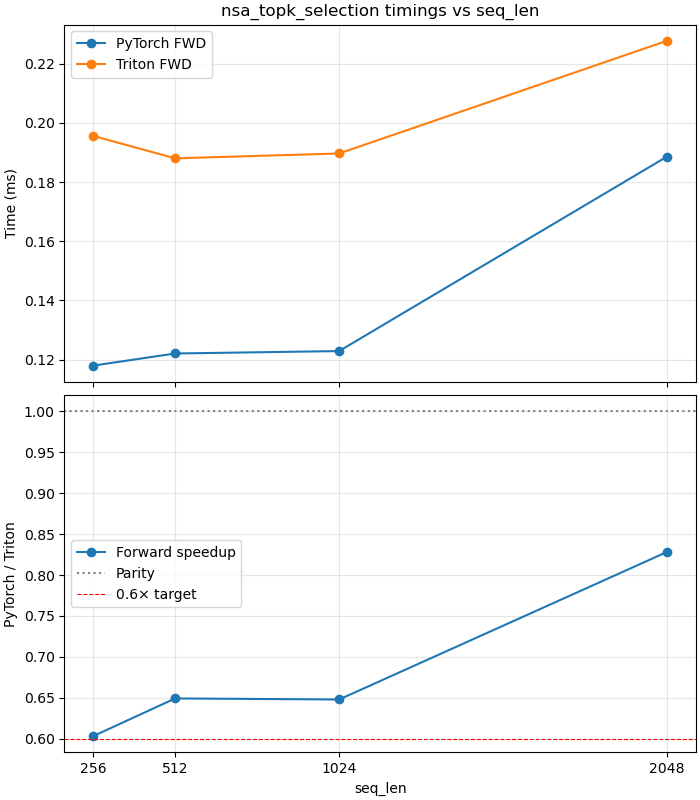 nsa_topk_selection timings vs seq_len
PyTorch FWD
Triton FWD
Time (ms)
0.22
0.20
0.18
0.16
0.14
0.12
PyTorch / Triton
1.00
0.95
0.90
0.85
0.80
0.75
0.70
0.65
0.60
Forward speedup
Parity
0.6× target
256 512 1024 2048
seq_len